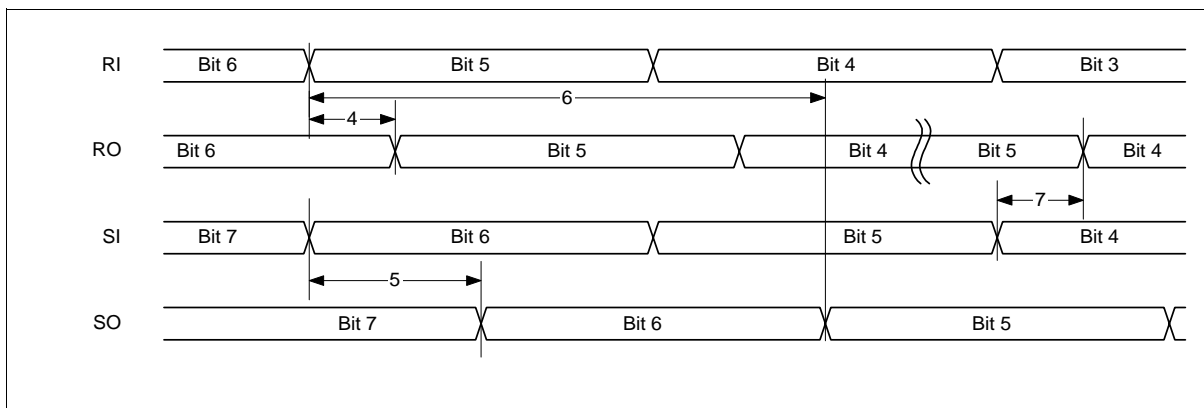 RI Bit 6 Bit 5 Bit 4 Bit 3
6
4
RO Bit 6 Bit 5 Bit 4 Bit 5 Bit 4
7
SI Bit 7 Bit 6 Bit 5 Bit 4
5
SO Bit 7 Bit 6 Bit 5